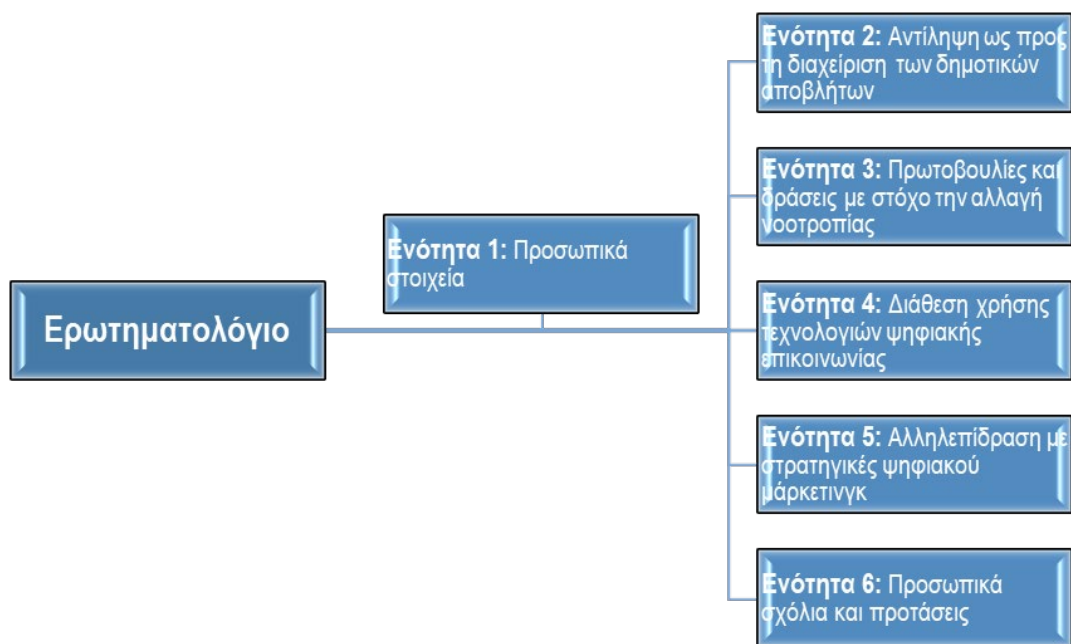 Ερωτηματολόγιο
Ενότητα 1: Προσωπικά
στοιχεία
Ενότητα 2: Αντίληψη ως προς
τη διαχείριση των δημοτικών
αποβλήτων
Ενότητα 3: Πρωτοβουλίες και
δράσεις με στόχο την αλλαγή
νοοτροπίας
Ενότητα 4: Διάθεση χρήσης
τεχνολογιών ψηφιακής
επικοινωνίας
Ενότητα 5: Αλληλεπίδραση με
στρατηγικές ψηφιακού
μάρκετινγκ
Ενότητα 6: Προσωπικά
σχόλια και προτάσεις